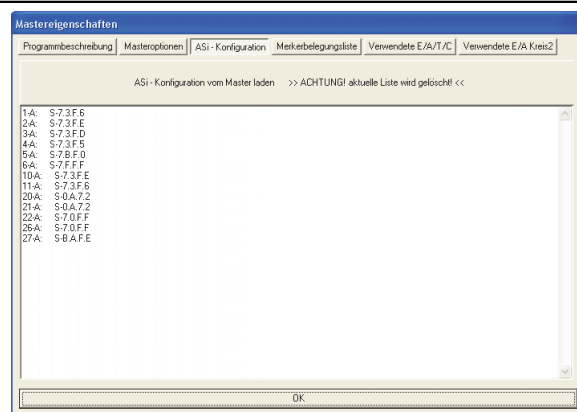 Mastereigenschaften
Programmbeschreibung Masteroptionen ASi - Konfiguration Merkerbelegungsliste Verwendete E/A/T/C Verwendete E/A Kreis2
ASi - Konfiguration vom Master laden >> ACHTUNG! aktuelle Liste wird gelöscht! <<
1-A: S-7.3.F.6
2-A: S-7.3.F.E
3-A: S-7.3.F.D
4-A: S-7.3.F.5
5-A: S-7.B.F.0
6-A: S-7.F.F.F
10-A: S-7.3.F.E
11-A: S-7.3.F.6
20-A: S-0.A.7.2
21-A: S-0.A.7.2
22-A: S-7.0.F.F
26-A: S-7.0.F.F
27-A: S-B.A.F.E
OK